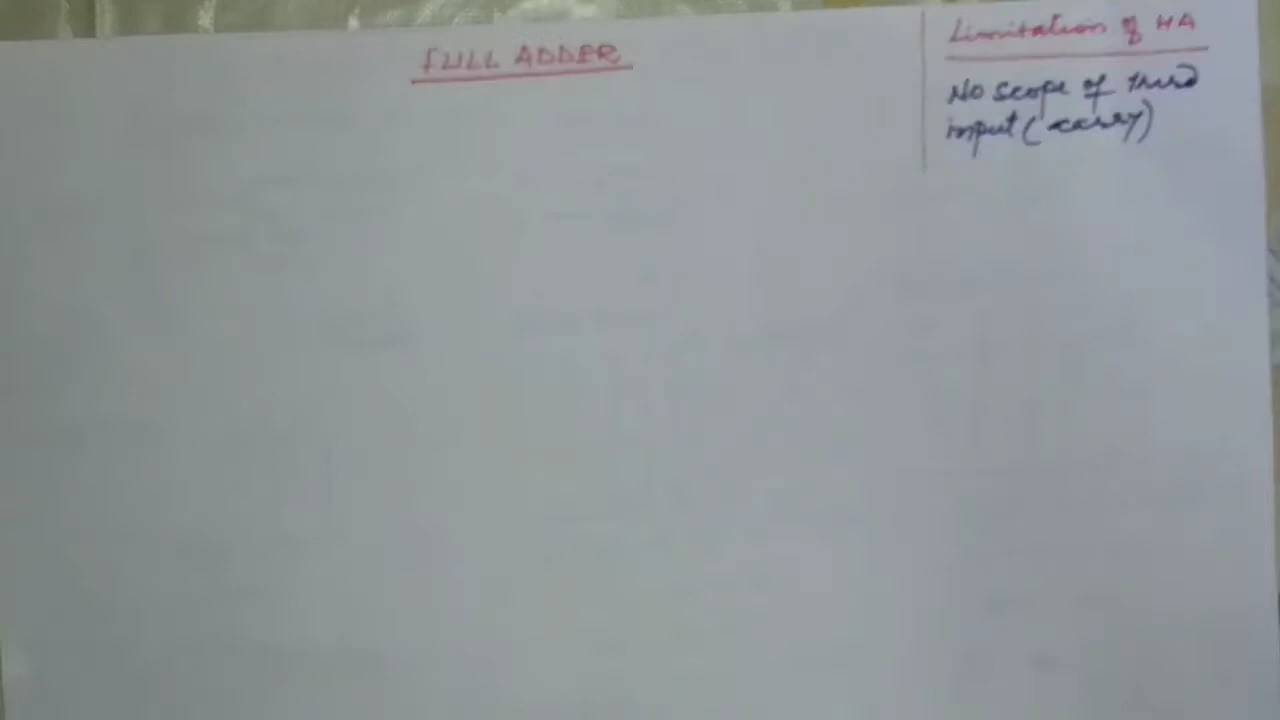 FULL ADDER
Limitation of HA
No scope of third
input (carry)